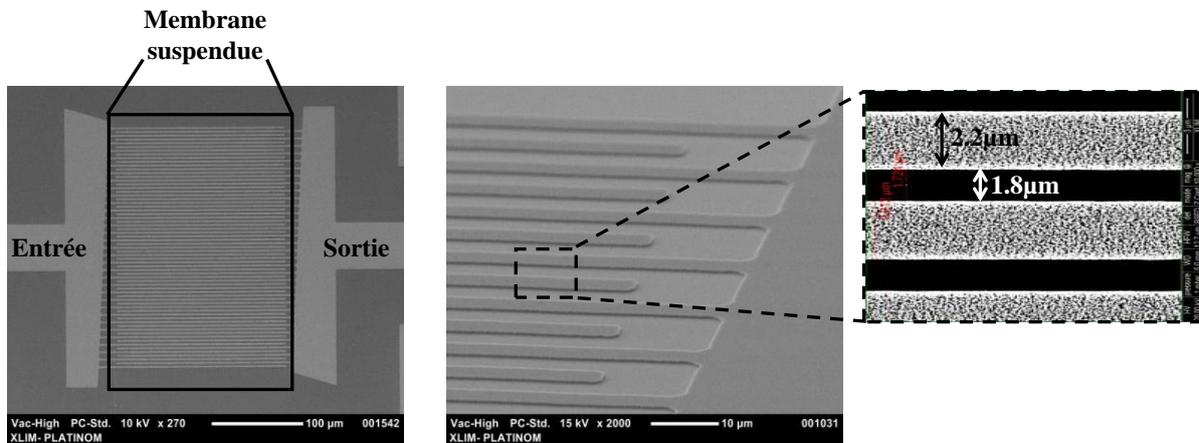 Membrane
suspendue
Entrée
Sortie
2.2µm
1.8µm
Vac-High PC-Std. 10 kV x 270 100 µm 001542
XLIM- PLATINOM
Vac-High PC-Std. 15 kV x 2000 10 µm 001031
XLIM- PLATINOM